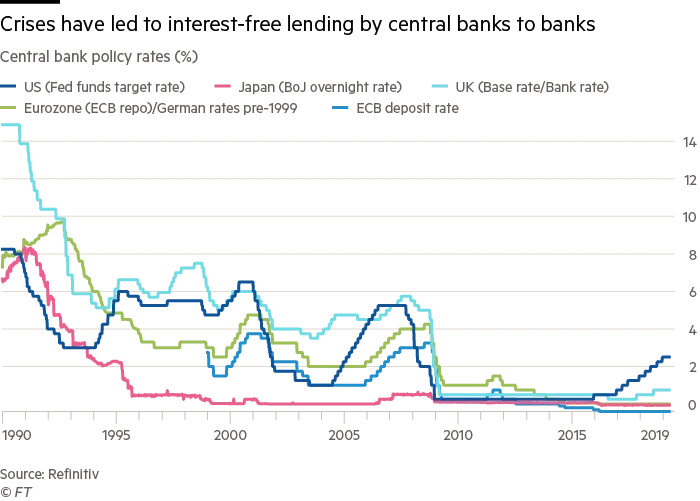 Crises have led to interest-free lending by central banks to banks
Central bank policy rates (%)
US (Fed funds target rate) Japan (BoJ overnight rate) UK (Base rate/Bank rate)
Eurozone (ECB repo)/German rates pre-1999 ECB deposit rate
14
12
10
8
6
4
2
0
1990 1995 2000 2005 2010 2015 2019
Source: Refinitiv
© FT